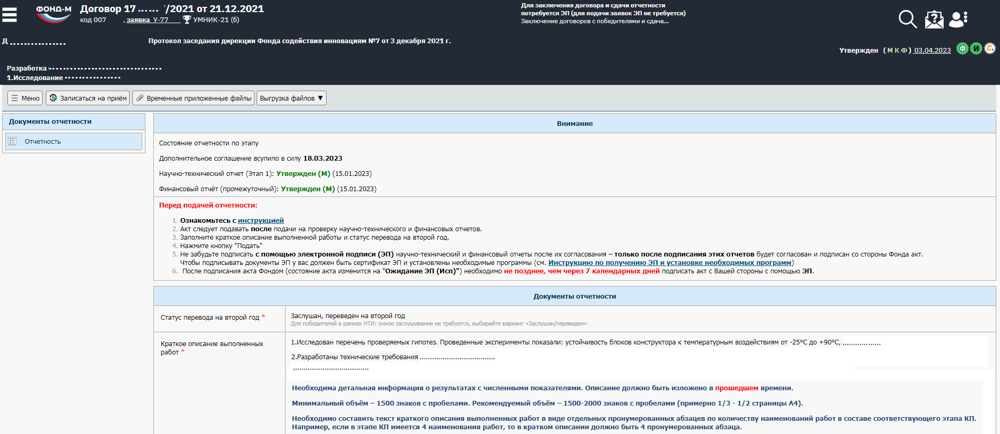 ФОНД-М
Договор 17 ...... /2021 от 21.12.2021
код 007 , заявка У-77 УМНИК-21 (б)
Для заключения договора и сдачи отчетности
потребуется ЭП (для подачи заявок ЭП не требуется)
Заключение договоров с победителями и сдача...
Д ................
Протокол заседания дирекции Фонда содействия инновациям №7 от 3 декабря 2021 г.
Утвержден ( М К Ф ) 03.04.2023 Ф И С.
Разработка ................................
1.Исследование ................
Меню Записаться на приём Временные приложенные файлы Выгрузка файлов ▼
Документы отчетности
Отчетность
Внимание
Состояние отчетности по этапу
Дополнительное соглашение всупило в силу 18.03.2023
Научно-технический отчет (Этап 1): Утвержден (М) (15.01.2023)
Финансовый отчёт (промежуточный): Утвержден (М) (15.01.2023)
Перед подачей отчетности:
1. Ознакомьтесь с инструкцией
2. Акт следует подавать после подачи на проверку научно-технического и финансовых отчетов.
3. Заполните краткое описание выполненной работы и статус перевода на второй год.
4. Нажмите кнопку "Подать"
5. Не забудьте подписать с помощью электронной подписи (ЭП) научно-технический и финансовый отчеты после их согласования – только после подписания этих отчетов будет согласован и подписан со стороны Фонда акт.
Чтобы подписывать документы ЭП у вас должен быть сертификат ЭП и установлены необходимые программы (см. Инструкцию по получению ЭП и установке необходимых программ)
6. После подписания акта Фондом (состояние акта изменится на "Ожидание ЭП (Исп)") необходимо не позднее, чем через 7 календарных дней подписать акт с Вашей стороны с помощью ЭП.
Документы отчетности
Статус перевода на второй год *
Заслушан, переведен на второй год
Для победителей в рамках НТИ: очное заслушивание не требуется, выбирайте вариант «Заслушан/переведен»
Краткое описание выполненных
работ *
1.Исследован перечень проверяемых гипотез. Проведенные эксперименты показали: устойчивость блоков конструктора к температурным воздействиям от -25ºС до +90ºС, ..................
2.Разработаны технические требования ....................................
....................................
Необходима детальная информация о результатах с численными показателями. Описание должно быть изложено в прошедшем времени.
Минимальный объём – 1500 знаков с пробелами. Рекомендуемый объём – 1500-2000 знаков с пробелами (примерно 1/3 - 1/2 страницы А4).
Необходимо составить текст краткого описания выполненных работ в виде отдельных пронумерованных абзацев по количеству наименований работ в составе соответствующего этапа КП.
Например, если в этапе КП имеется 4 наименования работ, то в кратком описании должно быть 4 пронумерованных абзаца.